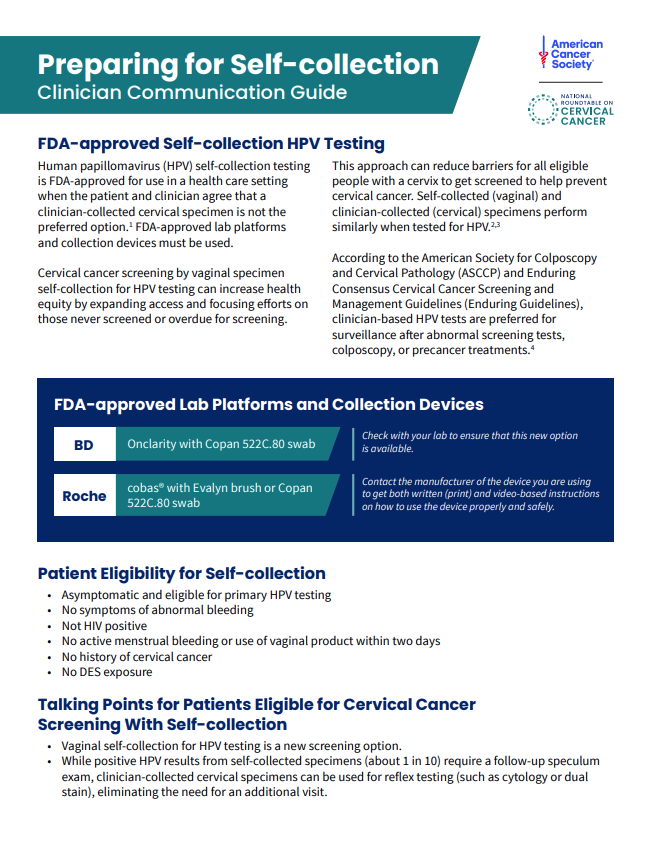 Preparing for Self-collection
Clinician Communication Guide
American
Cancer
Society®
NATIONAL
ROUNDTABLE ON
CERVICAL
CANCER
FDA-approved Self-collection HPV Testing
Human papillomavirus (HPV) self-collection testing
is FDA-approved for use in a health care setting
when the patient and clinician agree that a
clinician-collected cervical specimen is not the
preferred option.¹ FDA-approved lab platforms
and collection devices must be used.
Cervical cancer screening by vaginal specimen
self-collection for HPV testing can increase health
equity by expanding access and focusing efforts on
those never screened or overdue for screening.
This approach can reduce barriers for all eligible
people with a cervix to get screened to help prevent
cervical cancer. Self-collected (vaginal) and
clinician-collected (cervical) specimens perform
similarly when tested for HPV.²,³
According to the American Society for Colposcopy
and Cervical Pathology (ASCCP) and Enduring
Consensus Cervical Cancer Screening and
Management Guidelines (Enduring Guidelines),
clinician-based HPV tests are preferred for
surveillance after abnormal screening tests,
colposcopy, or precancer treatments.⁴
FDA-approved Lab Platforms and Collection Devices
BD
Onclarity with Copan 522C.80 swab
Check with your lab to ensure that this new option
is available.
Roche
cobas® with Evalyn brush or Copan
522C.80 swab
Contact the manufacturer of the device you are using
to get both written (print) and video-based instructions
on how to use the device properly and safely.
Patient Eligibility for Self-collection
• Asymptomatic and eligible for primary HPV testing
• No symptoms of abnormal bleeding
• Not HIV positive
• No active menstrual bleeding or use of vaginal product within two days
• No history of cervical cancer
• No DES exposure
Talking Points for Patients Eligible for Cervical Cancer
Screening With Self-collection
• Vaginal self-collection for HPV testing is a new screening option.
• While positive HPV results from self-collected specimens (about 1 in 10) require a follow-up speculum
exam, clinician-collected cervical specimens can be used for reflex testing (such as cytology or dual
stain), eliminating the need for an additional visit.